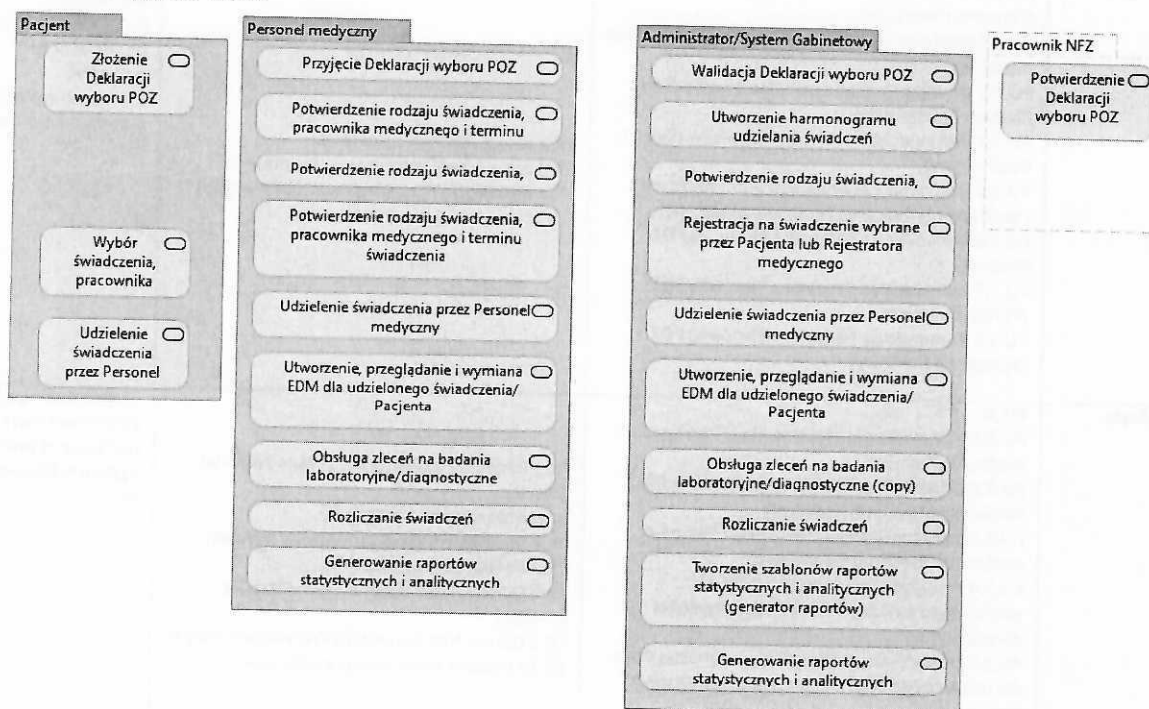 Pacjent
Złożenie
Deklaracji
wyboru POZ
Wybór
świadczenia,
pracownika
Udzielenie
świadczenia
przez Personel
Personel medyczny
Przyjęcie Deklaracji wyboru POZ
Potwierdzenie rodzaju świadczenia,
pracownika medycznego i terminu
Potwierdzenie rodzaju świadczenia,
Potwierdzenie rodzaju świadczenia,
pracownika medycznego i terminu
świadczenia
Udzielenie świadczenia przez Personel
medyczny
Utworzenie, przeglądanie i wymiana
EDM dla udzielonego świadczenia/
Pacjenta
Obsługa zleceń na badania
laboratoryjne/diagnostyczne
Rozliczanie świadczeń
Generowanie raportów
statystycznych i analitycznych
Administrator/System Gabinetowy
Walidacja Deklaracji wyboru POZ
Utworzenie harmonogramu
udzielania świadczeń
Potwierdzenie rodzaju świadczenia,
Rejestracja na świadczenie wybrane
przez Pacjenta lub Rejestratora
medycznego
Udzielenie świadczenia przez Personel
medyczny
Utworzenie, przeglądanie i wymiana
EDM dla udzielonego świadczenia/
Pacjenta
Obsługa zleceń na badania
laboratoryjne/diagnostyczne (copy)
Rozliczanie świadczeń
Tworzenie szablonów raportów
statystycznych i analitycznych
(generator raportów)
Generowanie raportów
statystycznych i analitycznych
Pracownik NFZ
Potwierdzenie
Deklaracji
wyboru POZ